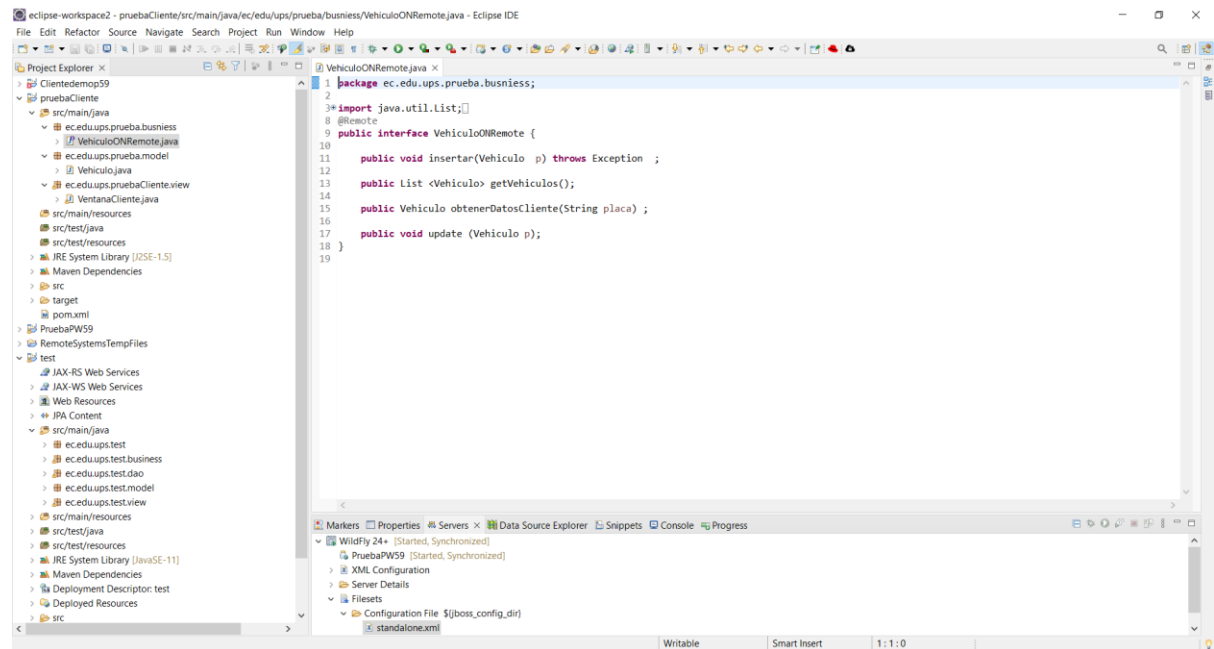 eclipse-workspace2 - pruebaCliente/src/main/java/ec/edu/ups/prueba/busniess/VehiculoONRemote.java - Eclipse IDE
File Edit Refactor Source Navigate Search Project Run Window Help
Project Explorer
VehiculoONRemote.java
Clientedemop59
pruebaCliente
src/main/java
ec.edu.ups.prueba.busniess
VehiculoONRemote.java
ec.edu.ups.prueba.model
Vehiculo.java
ec.edu.ups.pruebaCliente.view
VentanaCliente.java
src/main/resources
src/test/java
src/test/resources
JRE System Library [J2SE-1.5]
Maven Dependencies
src
target
pom.xml
PruebaPW59
RemoteSystemsTempFiles
test
JAX-RS Web Services
JAX-WS Web Services
Web Resources
JPA Content
src/main/java
ec.edu.ups.test
ec.edu.ups.test.business
ec.edu.ups.test.dao
ec.edu.ups.test.model
ec.edu.ups.test.view
src/main/resources
src/test/java
src/test/resources
JRE System Library [JavaSE-11]
Maven Dependencies
Deployment Descriptor: test
Deployed Resources
src
1 package ec.edu.ups.prueba.busniess;
2
3 import java.util.List;
8 @Remote
9 public interface VehiculoONRemote {
10
11 public void insertar(Vehiculo p) throws Exception ;
12
13 public List <Vehiculo> getVehiculos();
14
15 public Vehiculo obtenerDatosCliente(String placa) ;
16
17 public void update (Vehiculo p);
18 }
19
Markers Properties Servers Data Source Explorer Snippets Console Progress
WildFly 24+ [Started, Synchronized]
PruebaPW59 [Started, Synchronized]
XML Configuration
Server Details
Filesets
Configuration File ${jboss_config_dir}
standalone.xml
Writable Smart Insert 1 : 1 : 0